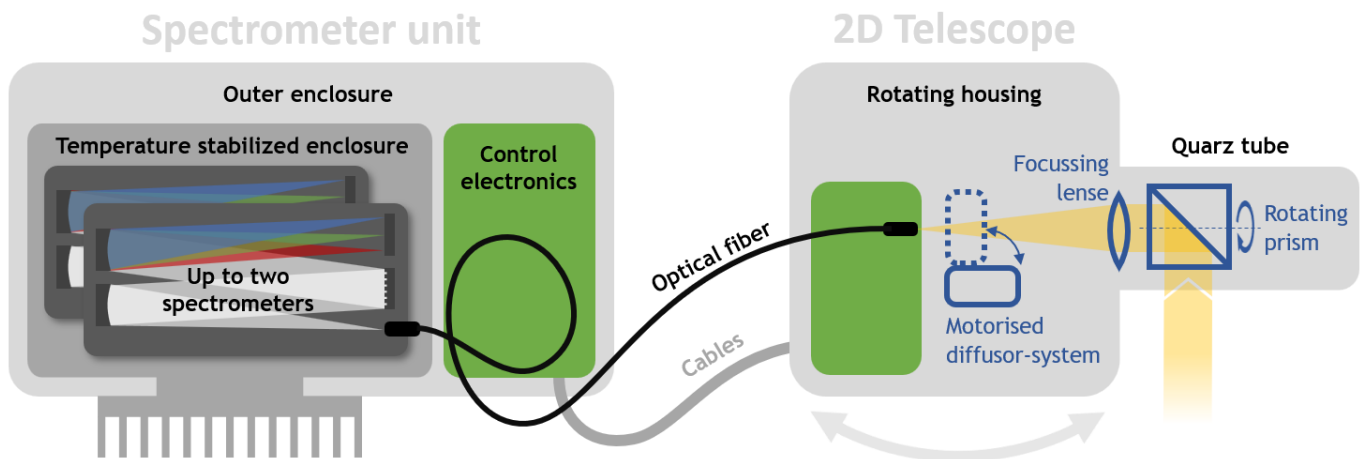 Spectrometer unit
2D Telescope
Outer enclosure
Temperature stabilized enclosure
Control
electronics
Up to two
spectrometers
Optical fiber
Cables
Rotating housing
Focussing
lense
Motorised
diffusor-system
Quarz tube
Rotating
prism